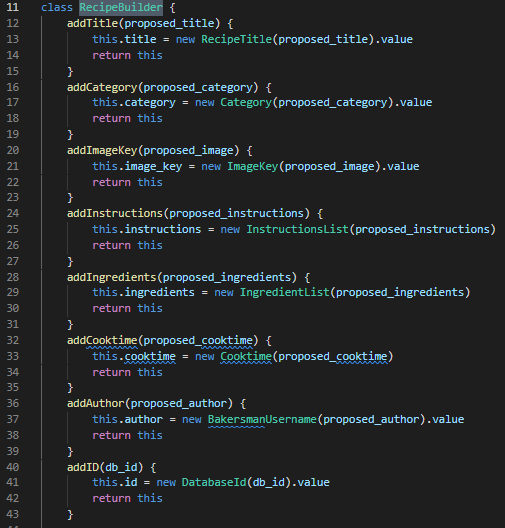 11 class RecipeBuilder {
12 addTitle(proposed_title) {
13 this.title = new RecipeTitle(proposed_title).value
14 return this
15 }
16 addCategory(proposed_category) {
17 this.category = new Category(proposed_category).value
18 return this
19 }
20 addImageKey(proposed_image) {
21 this.image_key = new ImageKey(proposed_image).value
22 return this
23 }
24 addInstructions(proposed_instructions) {
25 this.instructions = new InstructionsList(proposed_instructions)
26 return this
27 }
28 addIngredients(proposed_ingredients) {
29 this.ingredients = new IngredientList(proposed_ingredients)
30 return this
31 }
32 addCooktime(proposed_cooktime) {
33 this.cooktime = new Cooktime(proposed_cooktime)
34 return this
35 }
36 addAuthor(proposed_author) {
37 this.author = new BakersmanUsername(proposed_author).value
38 return this
39 }
40 addID(db_id) {
41 this.id = new DatabaseId(db_id).value
42 return this
43 }